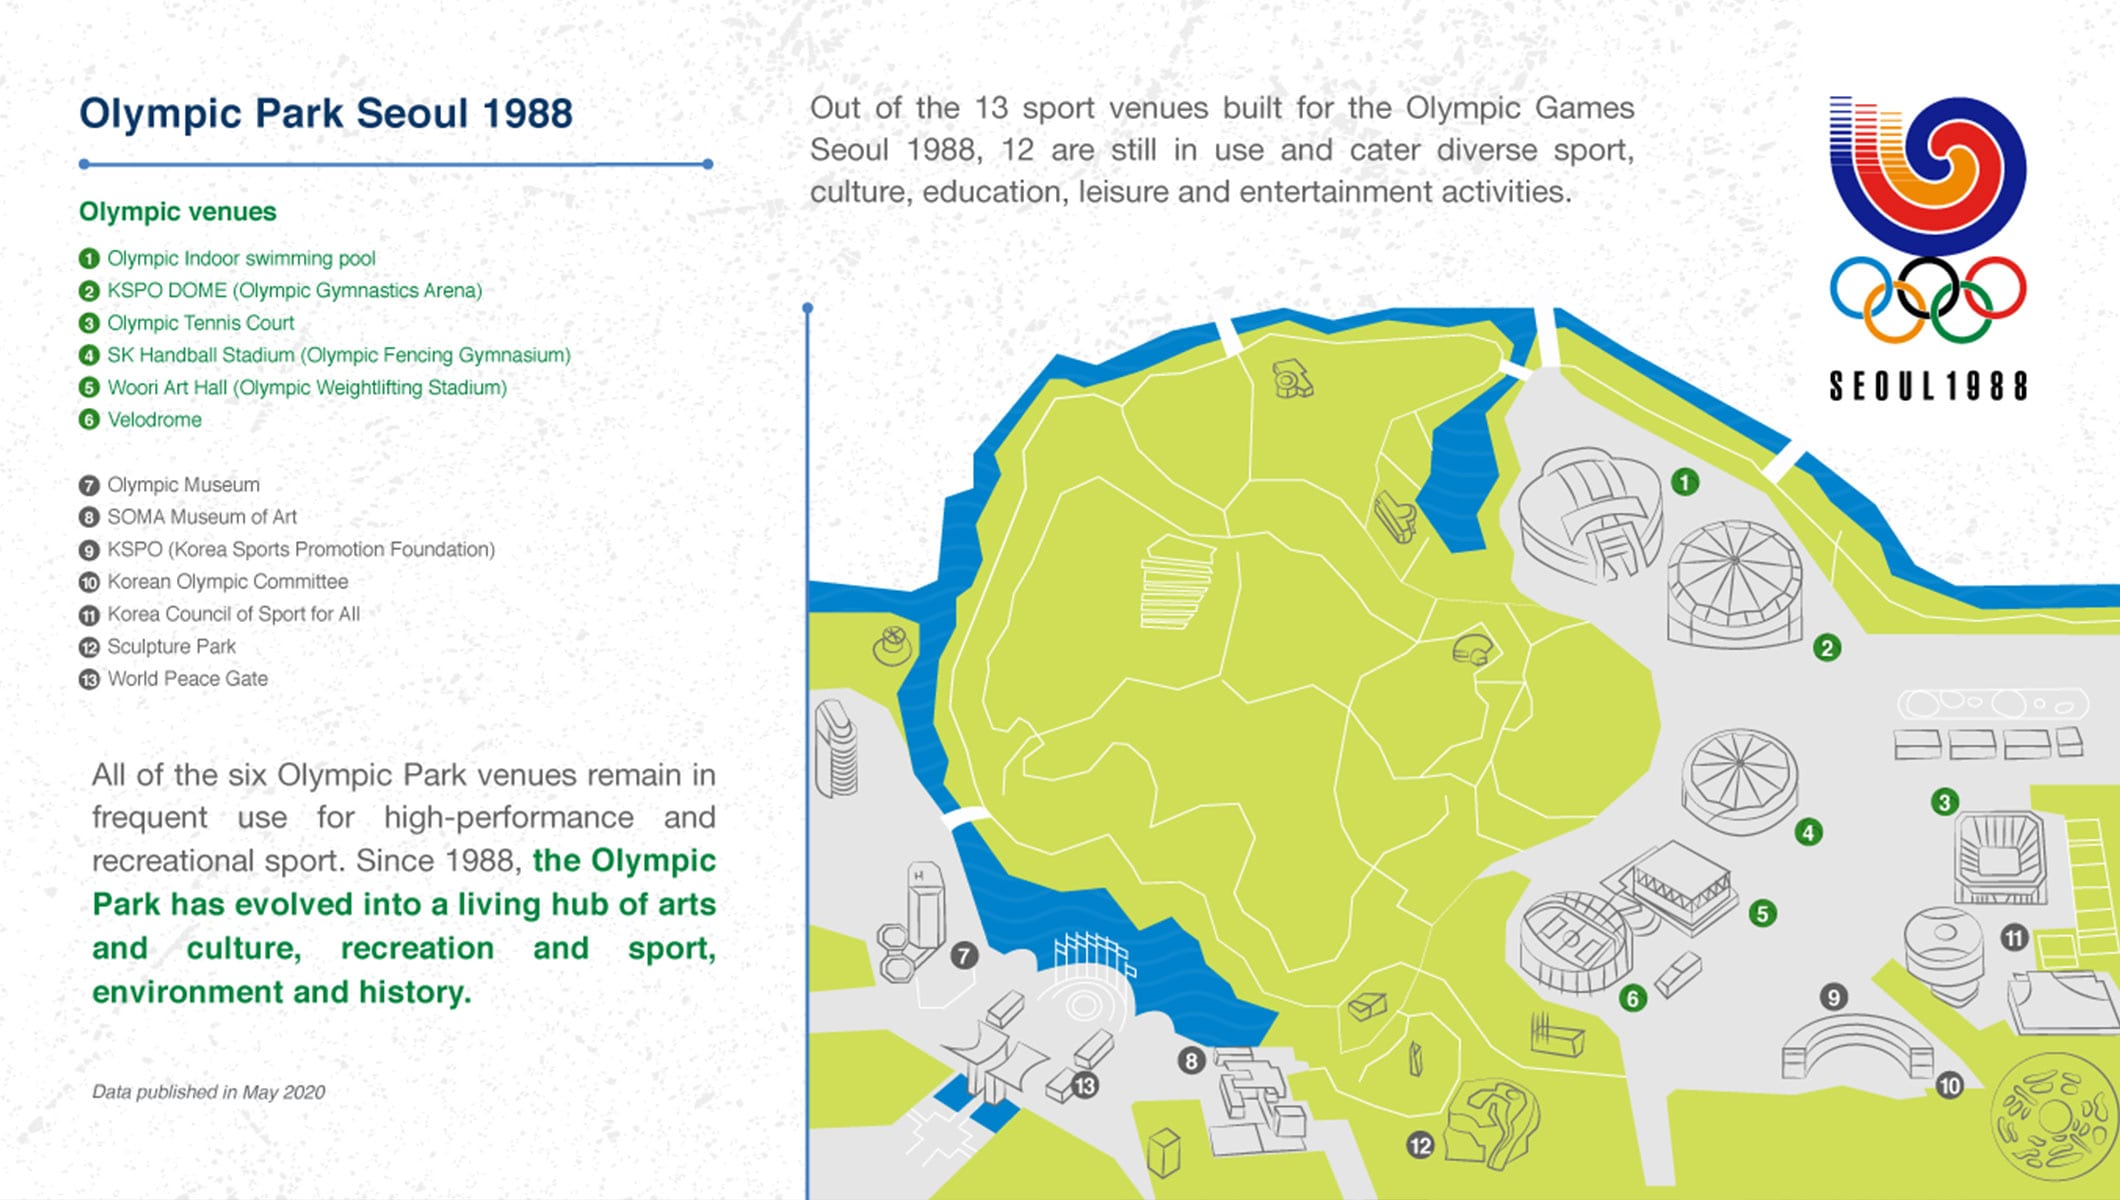 Olympic Park Seoul 1988
Olympic venues
1 Olympic Indoor swimming pool
2 KSPO DOME (Olympic Gymnastics Arena)
3 Olympic Tennis Court
4 SK Handball Stadium (Olympic Fencing Gymnasium)
5 Woori Art Hall (Olympic Weightlifting Stadium)
6 Velodrome
7 Olympic Museum
8 SOMA Museum of Art
9 KSPO (Korea Sports Promotion Foundation)
10 Korean Olympic Committee
11 Korea Council of Sport for All
12 Sculpture Park
13 World Peace Gate
All of the six Olympic Park venues remain in
frequent use for high-performance and
recreational sport. Since 1988, the Olympic
Park has evolved into a living hub of arts
and culture, recreation and sport,
environment and history.
Data published in May 2020
Out of the 13 sport venues built for the Olympic Games
Seoul 1988, 12 are still in use and cater diverse sport,
culture, education, leisure and entertainment activities.
SEOUL1988
1
2
3
4
5
H
7
11
6
9
8
13
10
12